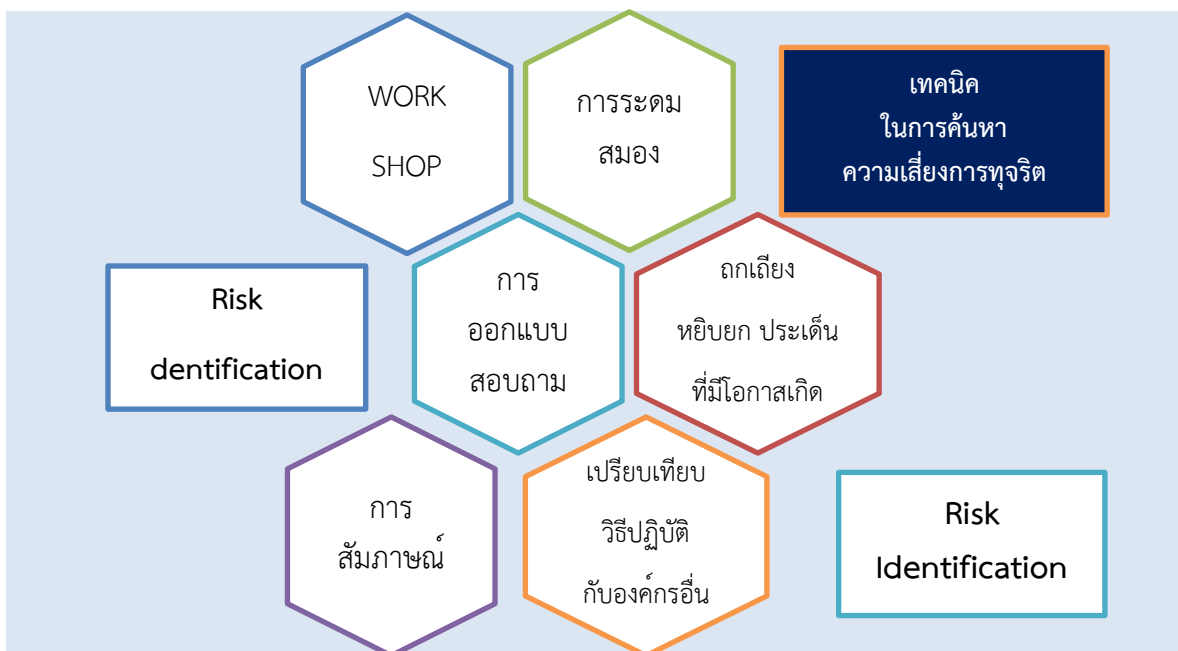 WORK
SHOP
การระดม
สมอง
เทคนิค
ในการค้นหา
ความเสี่ยงการทุจริต
Risk
dentification
การ
ออกแบบ
สอบถาม
ถกเถียง
หยิบยก ประเด็น
ที่มีโอกาสเกิด
การ
สัมภาษณ์
เปรียบเทียบ
วิธีปฏิบัติ
กับองค์กรอื่น
Risk
Identification